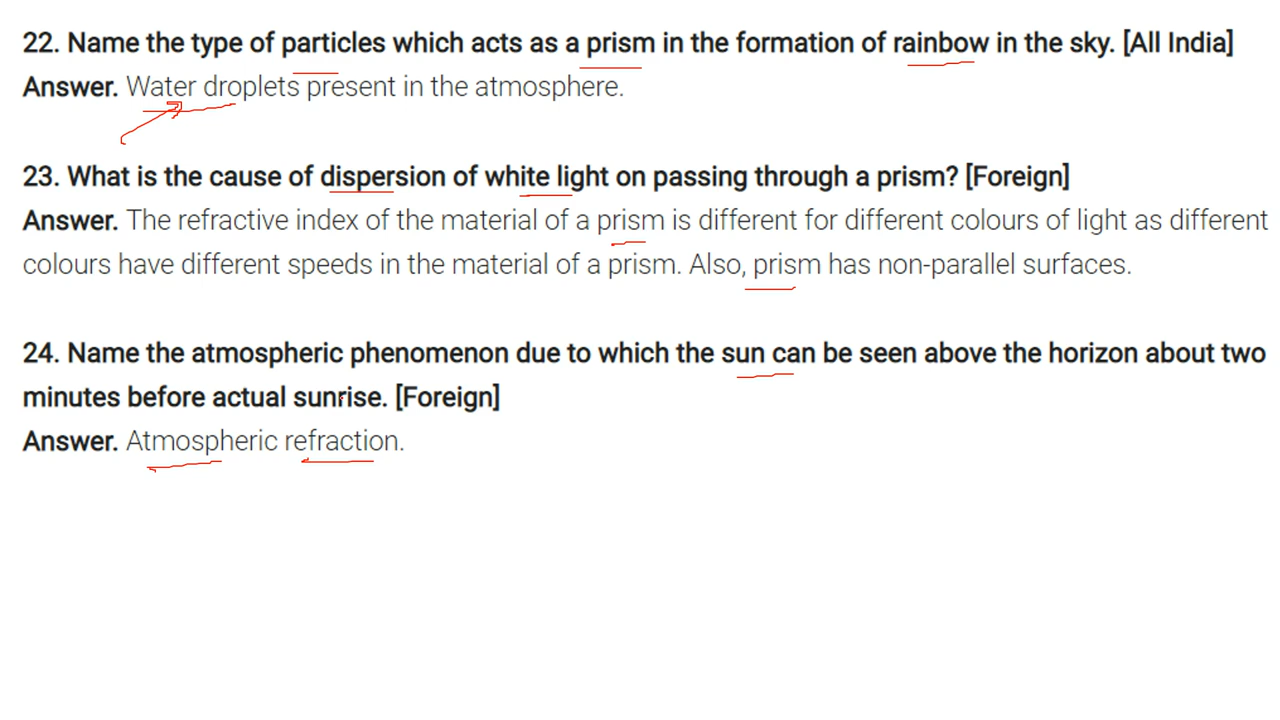 22. Name the type of particles which acts as a prism in the formation of rainbow in the sky. [All India]
Answer. Water droplets present in the atmosphere.
23. What is the cause of dispersion of white light on passing through a prism? [Foreign]
Answer. The refractive index of the material of a prism is different for different colours of light as different
colours have different speeds in the material of a prism. Also, prism has non-parallel surfaces.
24. Name the atmospheric phenomenon due to which the sun can be seen above the horizon about two
minutes before actual sunrise. [Foreign]
Answer. Atmospheric refraction.